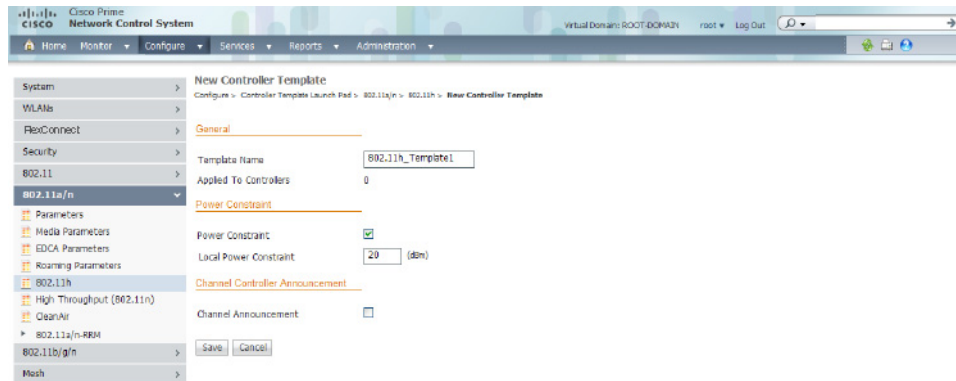 Cisco Prime
CISCO Network Control System
Virtual Domain: ROOT-DOMAIN root Log Out
Home Monitor Configure Services Reports Administration
System
WLANs
FlexConnect
Security
802.11
802.11a/n
Parameters
Media Parameters
EDCA Parameters
Roaming Parameters
802.11h
High Throughput (802.11n)
CleanAir
802.11a/n-RRM
802.11b/g/n
Mesh
New Controller Template
Configure > Controller Template Launch Pad > 802.11a/n > 802.11h > New Controller Template
General
Template Name 802.11h_Template1
Applied To Controllers 0
Power Constraint
Power Constraint
Local Power Constraint 20 (dBm)
Channel Controller Announcement
Channel Announcement
Save Cancel